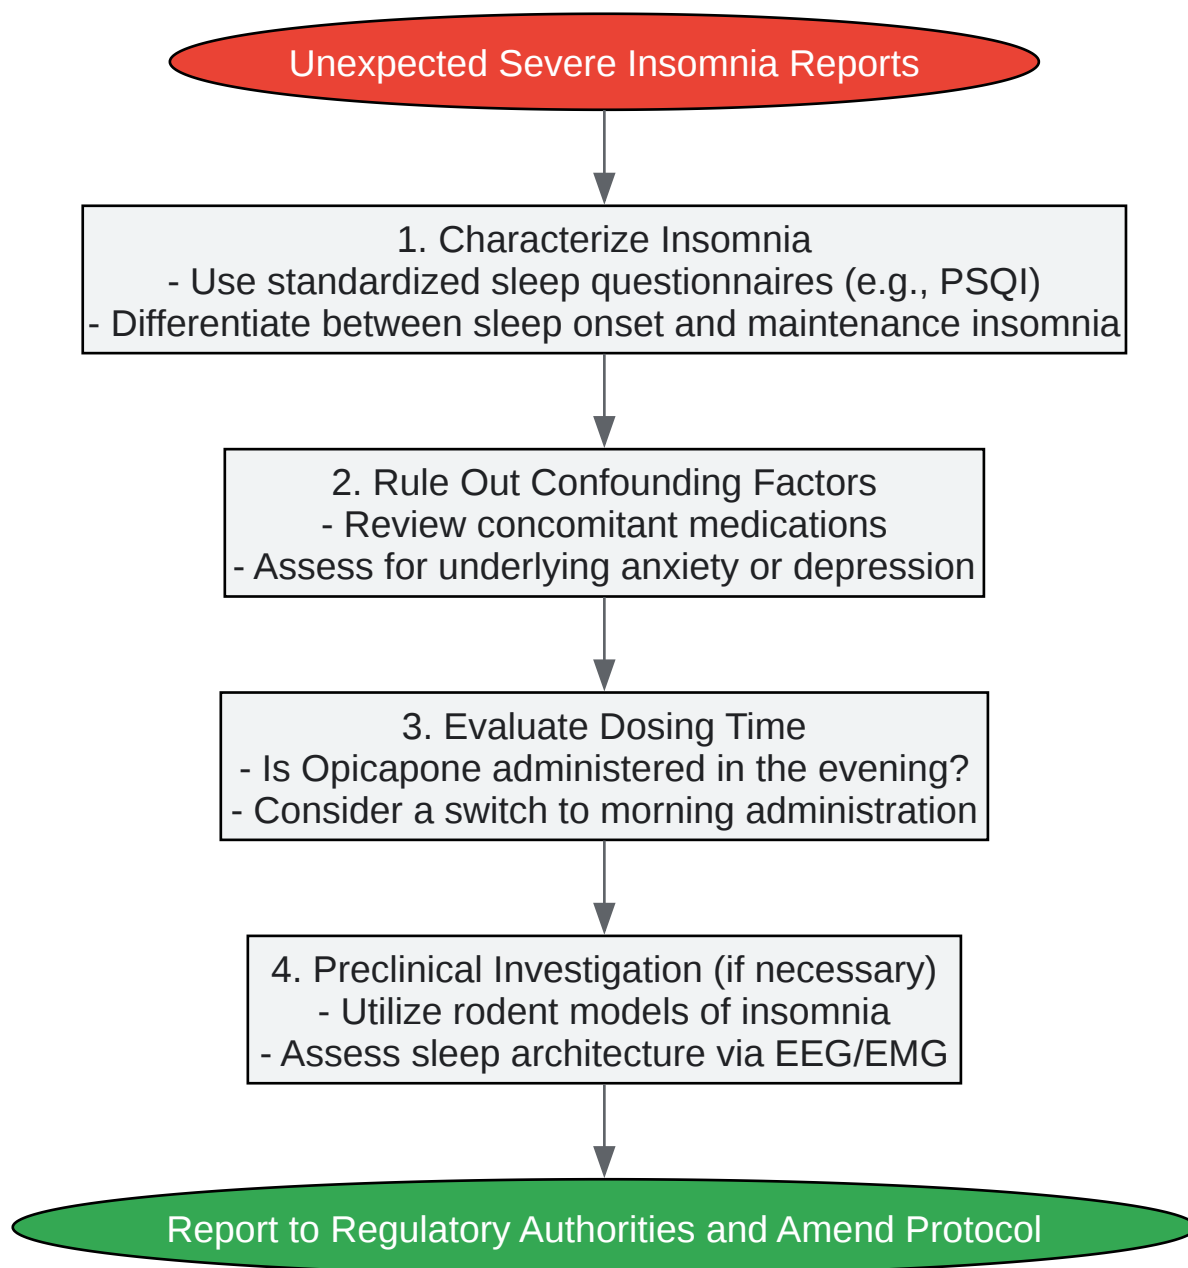 Unexpected Severe Insomnia Reports
1. Characterize Insomnia
- Use standardized sleep questionnaires (e.g., PSQI)
- Differentiate between sleep onset and maintenance insomnia
2. Rule Out Confounding Factors
- Review concomitant medications
- Assess for underlying anxiety or depression
3. Evaluate Dosing Time
- Is Opicapone administered in the evening?
- Consider a switch to morning administration
4. Preclinical Investigation (if necessary)
- Utilize rodent models of insomnia
- Assess sleep architecture via EEG/EMG
Report to Regulatory Authorities and Amend Protocol